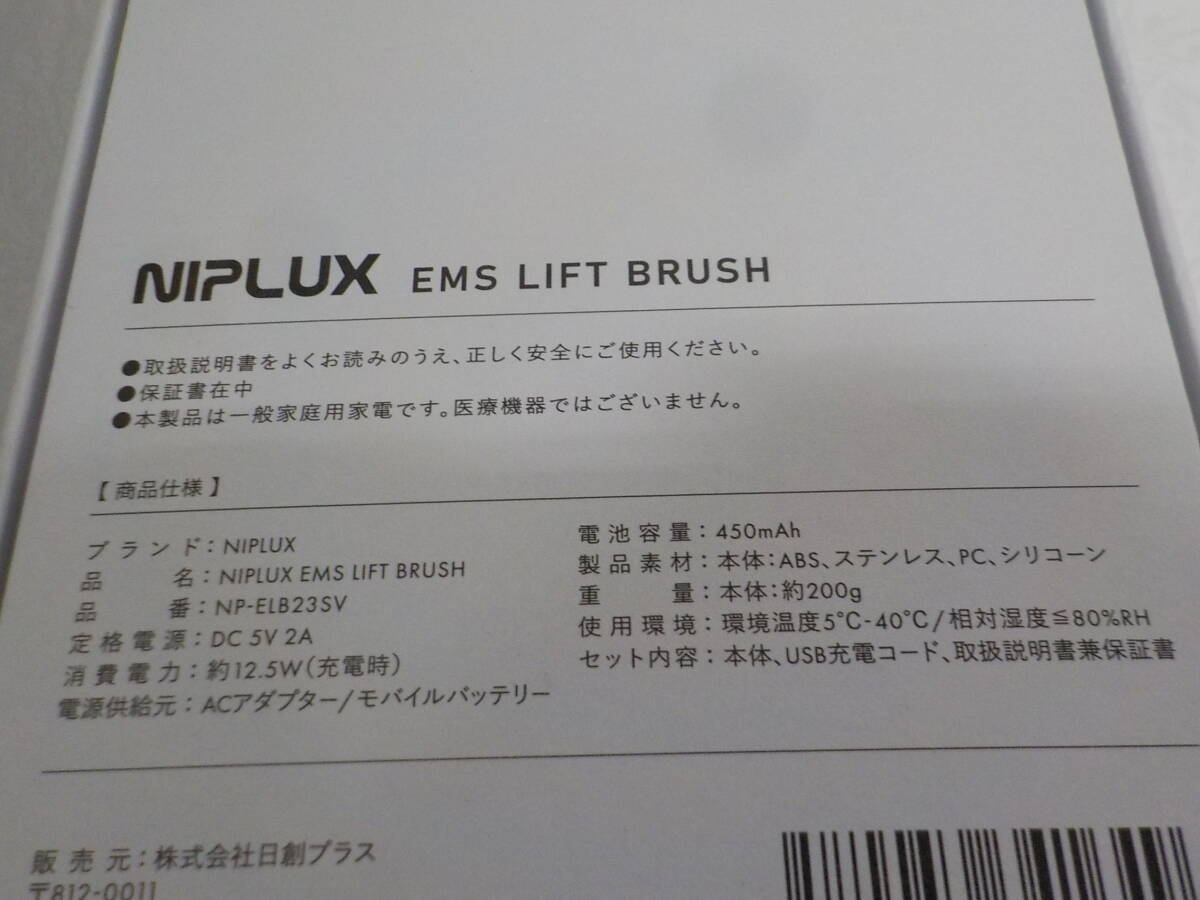 NIPLUX EMS LIFT BRUSH
●取扱説明書をよくお読みのうえ、正しく安全にご使用ください。
●保証書在中
●本製品は一般家庭用家電です。医療機器ではございません。
【 商品仕様 】
ブランド：NIPLUX
品名：NIPLUX EMS LIFT BRUSH
品番：NP-ELB23SV
定格電源：DC 5V 2A
消費電力：約12.5W（充電時）
電源供給元：ACアダプター/モバイルバッテリー
電池容量：450mAh
製品素材：本体：ABS、ステンレス、PC、シリコーン
重量：本体：約200g
使用環境：環境温度5℃-40℃/相対湿度≦80%RH
セット内容：本体、USB充電コード、取扱説明書兼保証書
販売元：株式会社日創プラス
〒812-0011